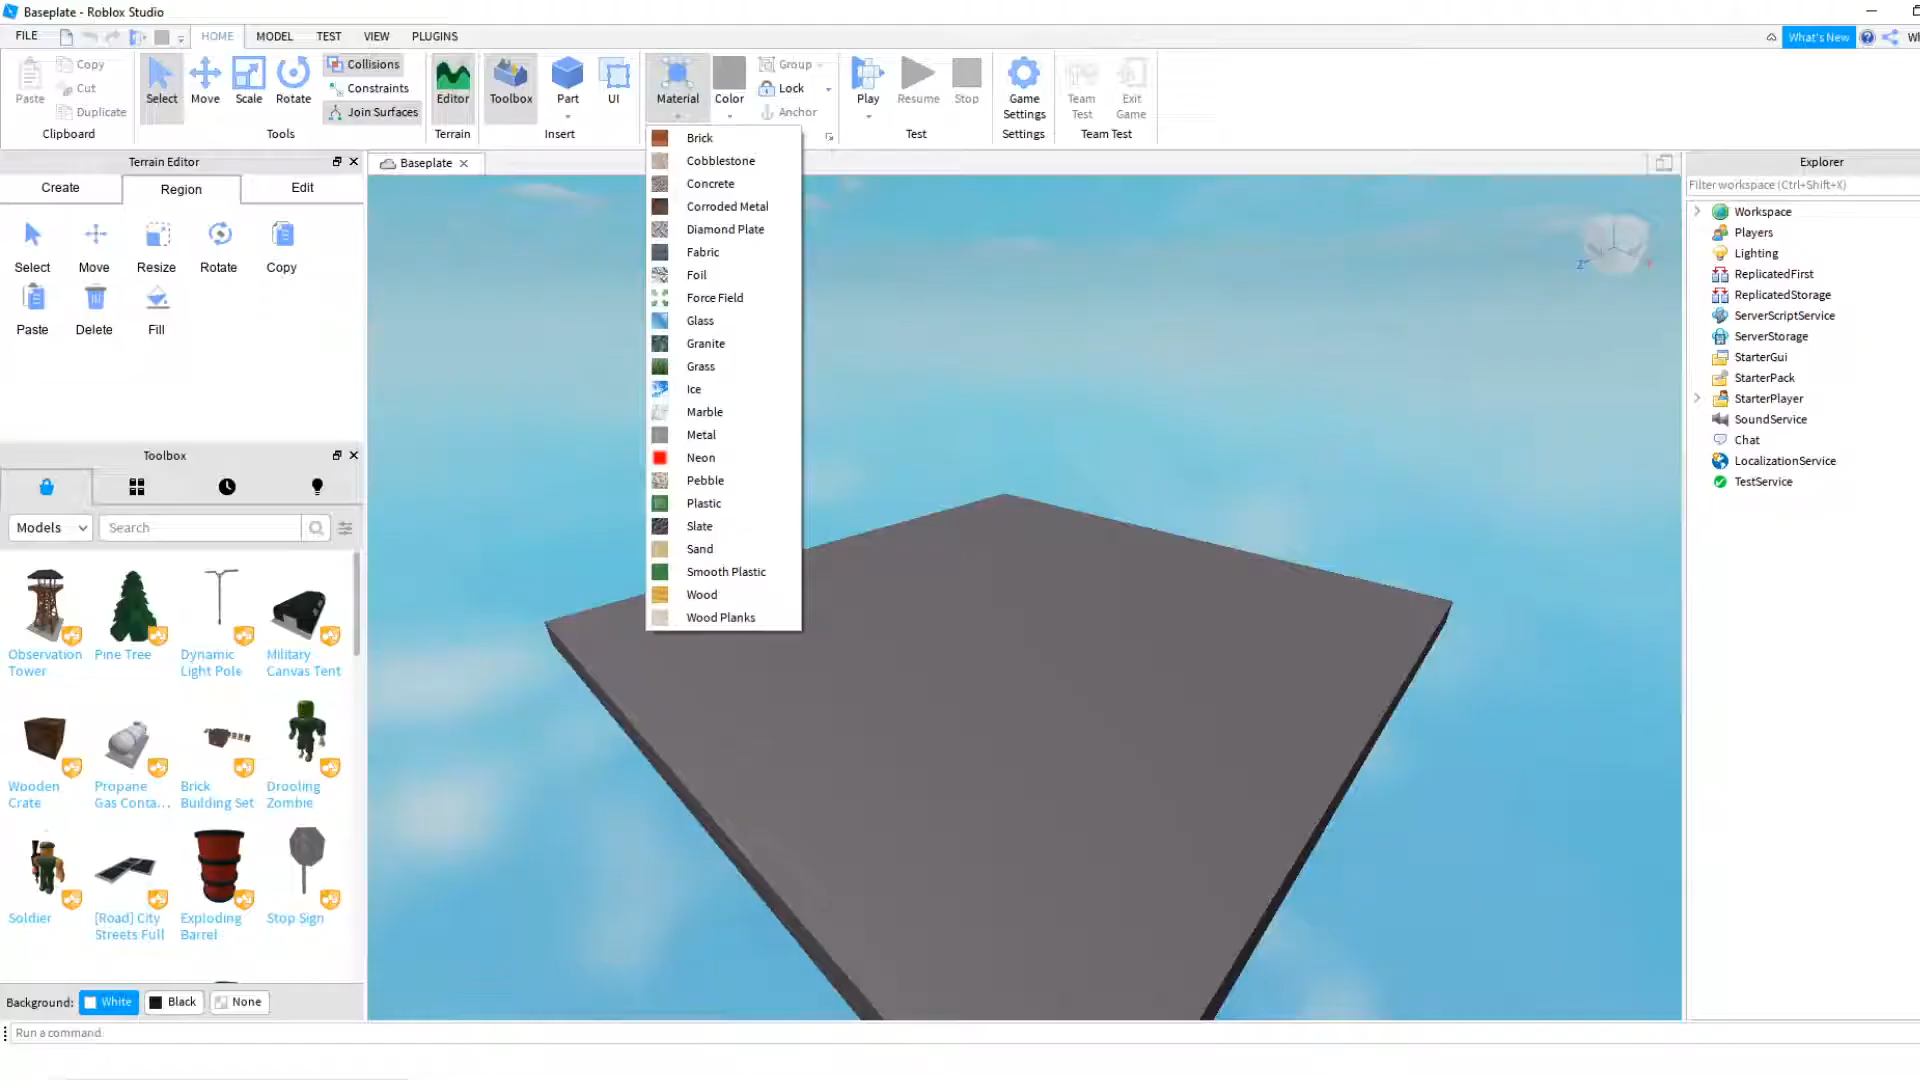 Baseplate - Roblox Studio
FILE
HOME
MODEL
TEST
VIEW
PLUGINS
What's New
Paste
Copy
Cut
Duplicate
Clipboard
Select
Move
Scale
Rotate
Collisions
Constraints
Join Surfaces
Tools
Editor
Terrain
Toolbox
Part
UI
Insert
Material
Color
Group
Lock
Anchor
Play
Resume
Stop
Test
Game
Settings
Settings
Team
Test
Exit
Game
Team Test
Brick
Cobblestone
Concrete
Corroded Metal
Diamond Plate
Fabric
Foil
Force Field
Glass
Granite
Grass
Ice
Marble
Metal
Neon
Pebble
Plastic
Slate
Sand
Smooth Plastic
Wood
Wood Planks
Terrain Editor
Create
Region
Edit
Select
Move
Resize
Rotate
Copy
Paste
Delete
Fill
Toolbox
Models
Search
Observation
Tower
Pine Tree
Dynamic
Light Pole
Military
Canvas Tent
Wooden
Crate
Propane
Gas Conta...
Brick
Building Set
Drooling
Zombie
Soldier
[Road] City
Streets Full
Exploding
Barrel
Stop Sign
Background:
White
Black
None
Run a command
Baseplate
Z
Explorer
Filter workspace (Ctrl+Shift+X)
Workspace
Players
Lighting
ReplicatedFirst
ReplicatedStorage
ServerScriptService
ServerStorage
StarterGui
StarterPack
StarterPlayer
SoundService
Chat
LocalizationService
TestService